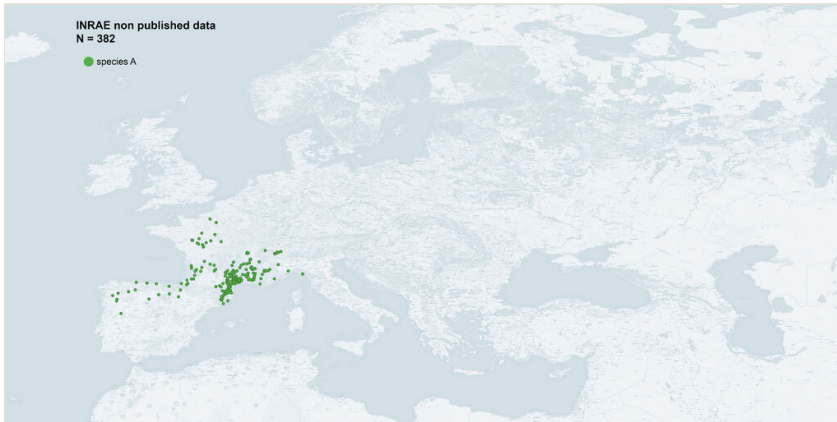 INRAE non published data
N = 382
species A